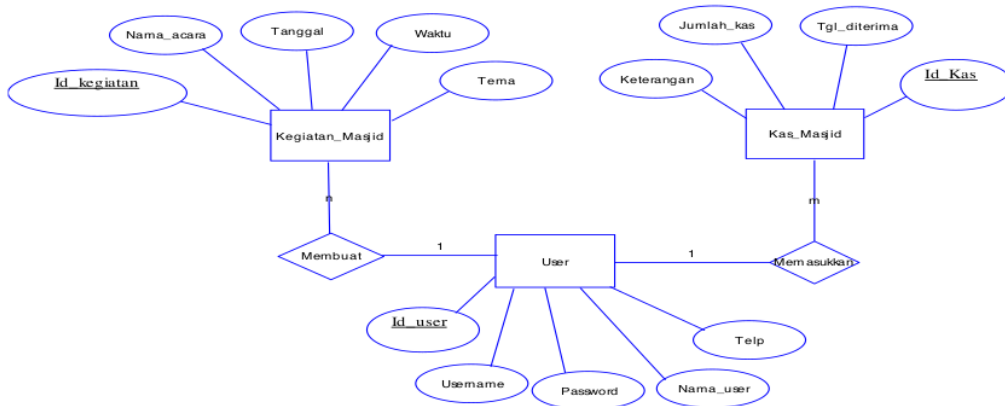 Nama_acara
Tanggal
Waktu
Id_kegiatan
Tema
Kegiatan_Masjid
Jumlah_kas
Tgl_diterima
Keterangan
Id_Kas
Kas_Masjid
n
m
Membuat
1
User
1
Memasukkan
Id_user
Username
Password
Nama_user
Telp